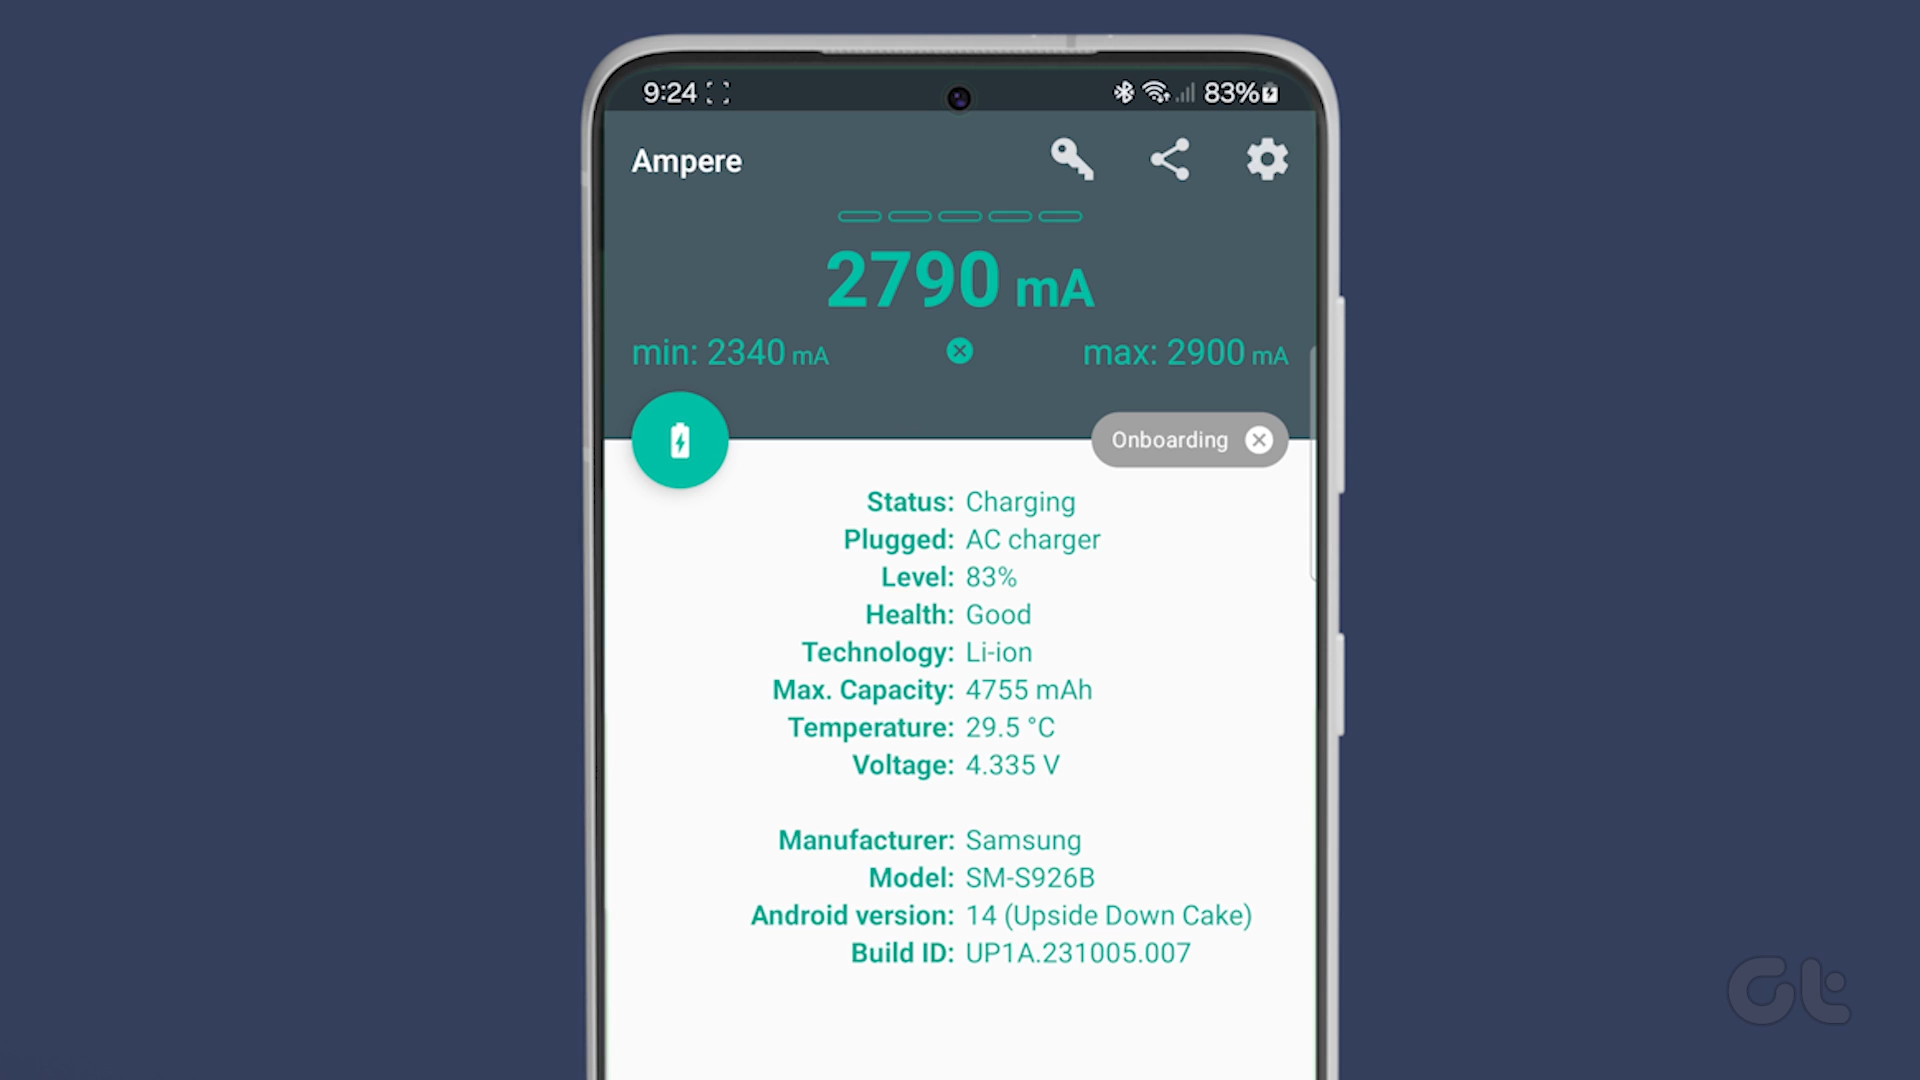 9:24 83%
Ampere
2790 mA
min: 2340 mA max: 2900 mA
Onboarding
Status: Charging
Plugged: AC charger
Level: 83%
Health: Good
Technology: Li-ion
Max. Capacity: 4755 mAh
Temperature: 29.5 °C
Voltage: 4.335 V
Manufacturer: Samsung
Model: SM-S926B
Android version: 14 (Upside Down Cake)
Build ID: UP1A.231005.007
Gt